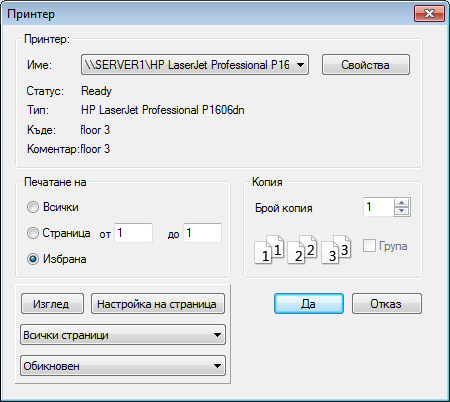 Принтер
Принтер:
Име: \\SERVER1\HP LaserJet Professional P16 Свойства
Статус: Ready
Тип: HP LaserJet Professional P1606dn
Къде: floor 3
Коментар: floor 3
Печатане на
Всички
Страница от 1 до 1
Избрана
Копия
Брой копия 1
1 1 2 2 3 3 Група
Изглед Настройка на страница Да Отказ
Всички страници
Обикновен